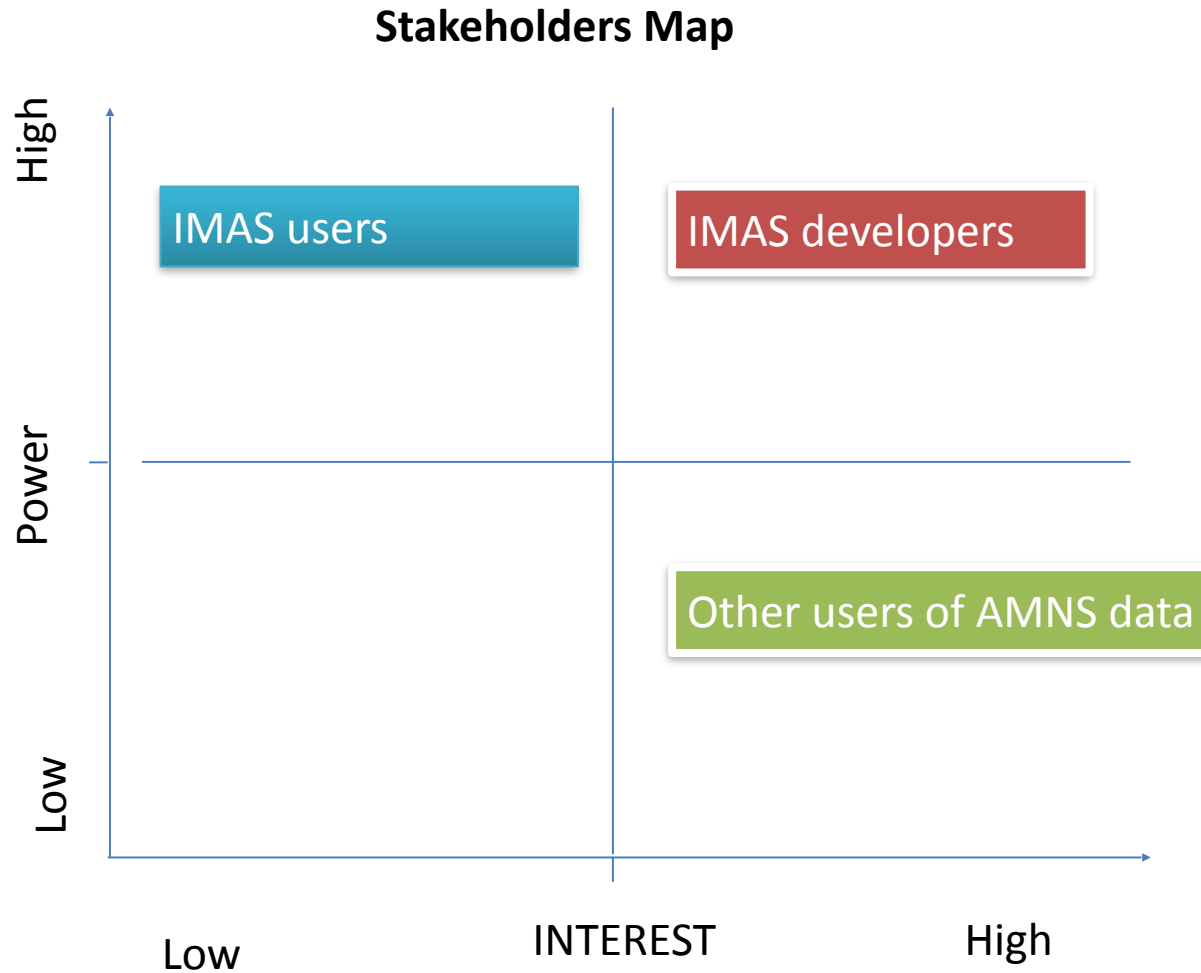 Stakeholders Map
High
IMAS users
IMAS developers
Power
Other users of AMNS data
Low
Low
INTEREST
High